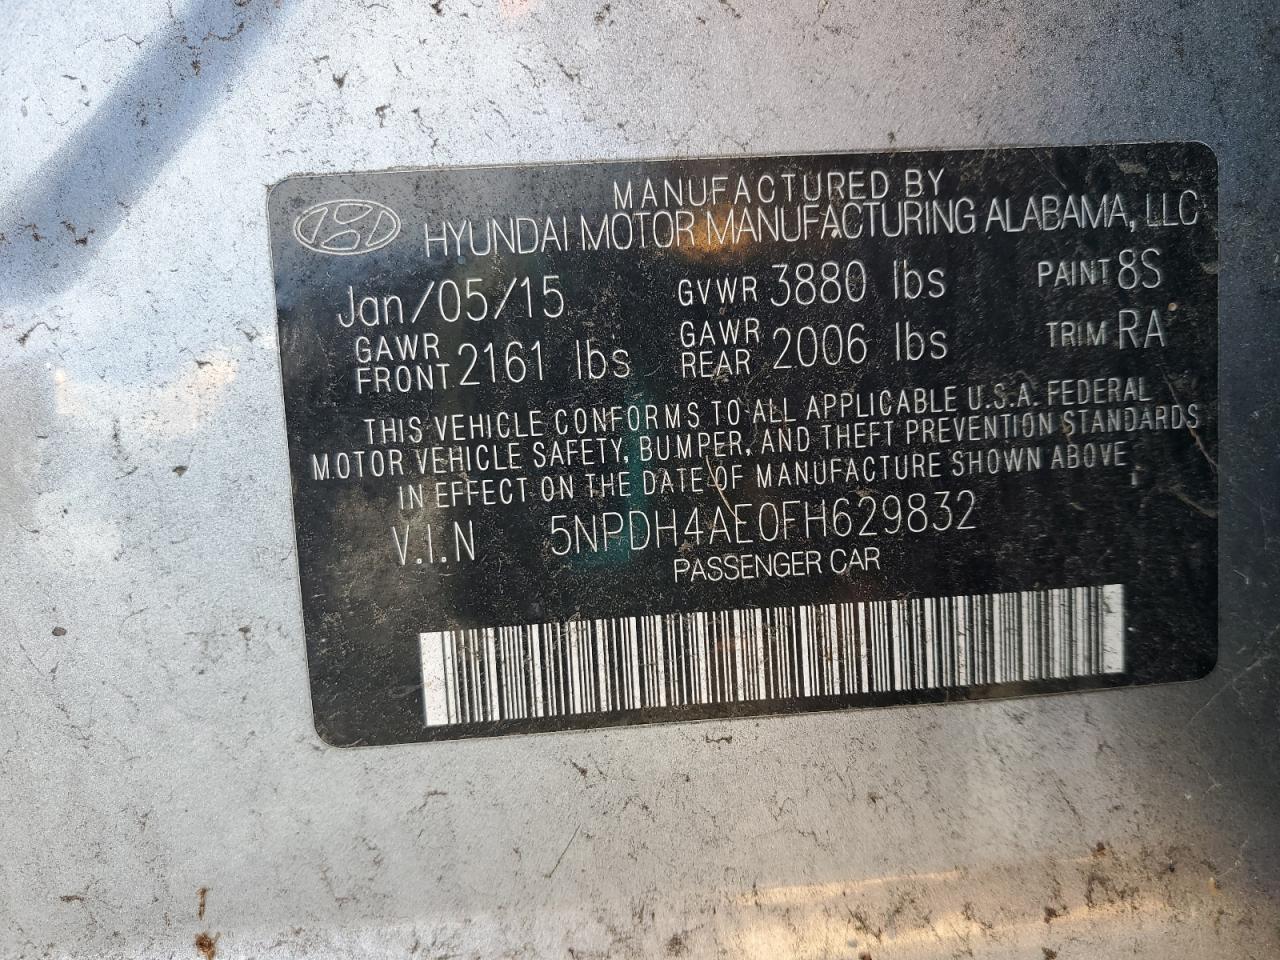 MANUFACTURED BY
HYUNDAI MOTOR MANUFACTURING ALABAMA, LLC
Jan/05/15 GVWR 3880 lbs PAINT 8S
GAWR FRONT 2161 lbs GAWR REAR 2006 lbs TRIM RA
THIS VEHICLE CONFORMS TO ALL APPLICABLE U.S.A. FEDERAL
MOTOR VEHICLE SAFETY, BUMPER, AND THEFT PREVENTION STANDARDS
IN EFFECT ON THE DATE OF MANUFACTURE SHOWN ABOVE
V.I.N 5NPDH4AE0FH629832
PASSENGER CAR